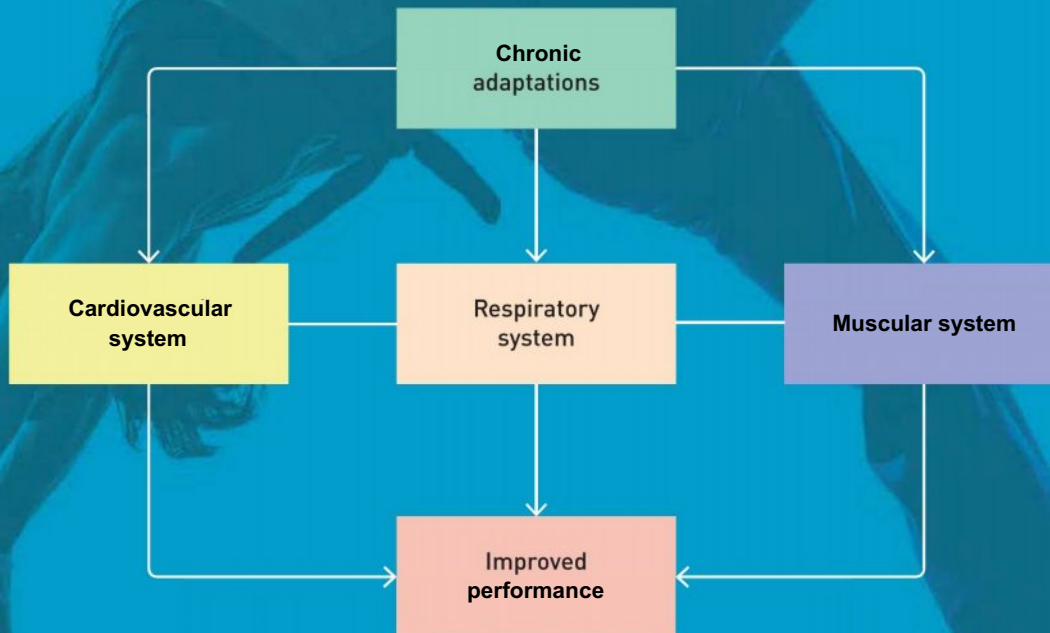 Chronic
adaptations
Cardiovascular
system
Respiratory
system
Muscular system
Improved
performance